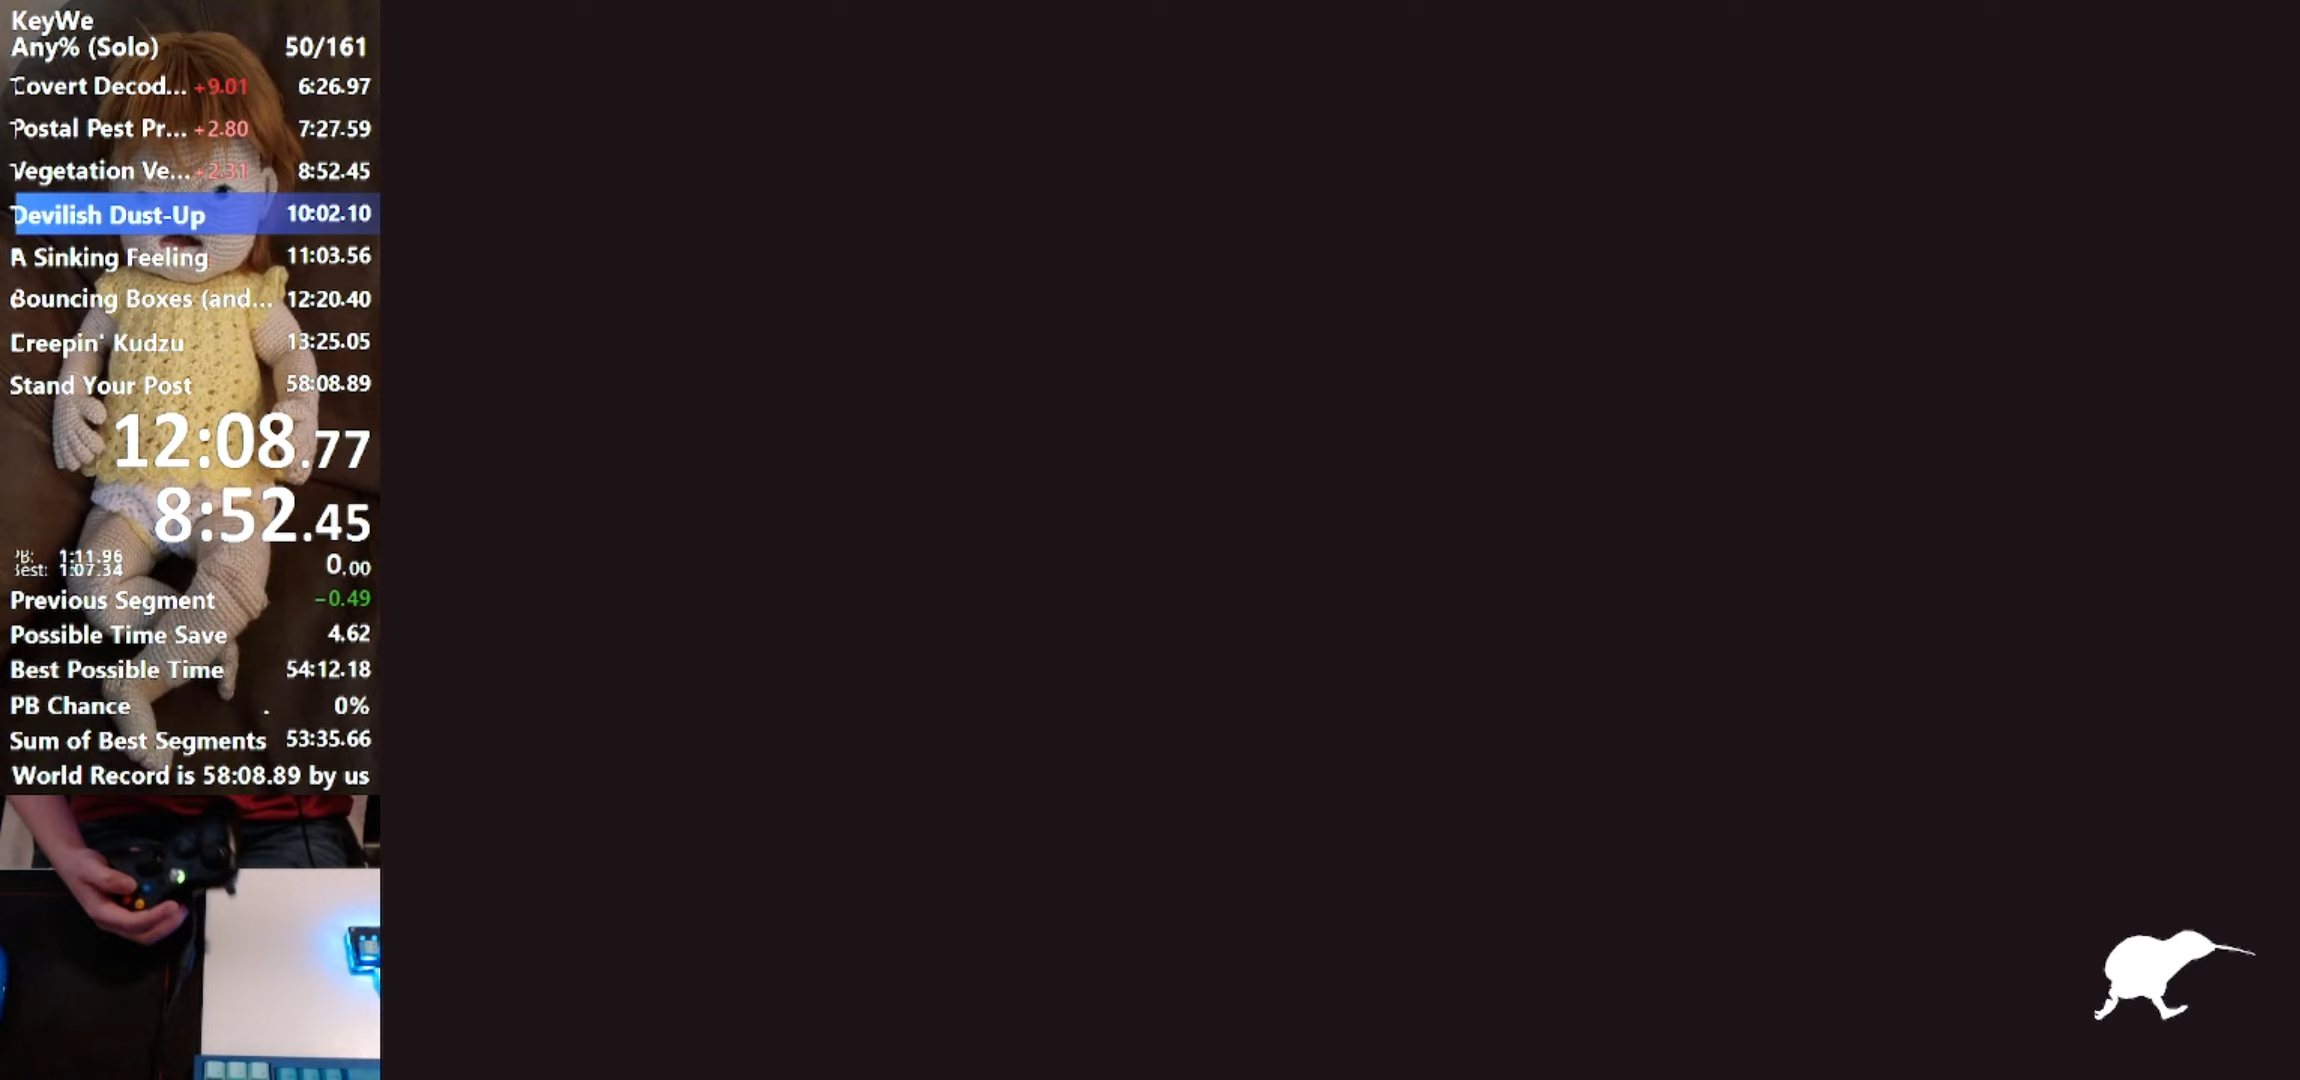 KeyWe
Any% (Solo) 50/161
Covert Decod... +9.01 6:26.97
Postal Pest Pr... +2.80 7:27.59
Vegetation Ve... +2.31 8:52.45
Devilish Dust-Up 10:02.10
A Sinking Feeling 11:03.56
Bouncing Boxes (and... 12:20.40
Creepin' Kudzu 13:25.05
Stand Your Post 58:08.89
12:08.77
8:52.45
PB: 1:11.96
Best: 1:07.34 0.00
Previous Segment -0.49
Possible Time Save 4.62
Best Possible Time 54:12.18
PB Chance 0%
Sum of Best Segments 53:35.66
World Record is 58:08.89 by us